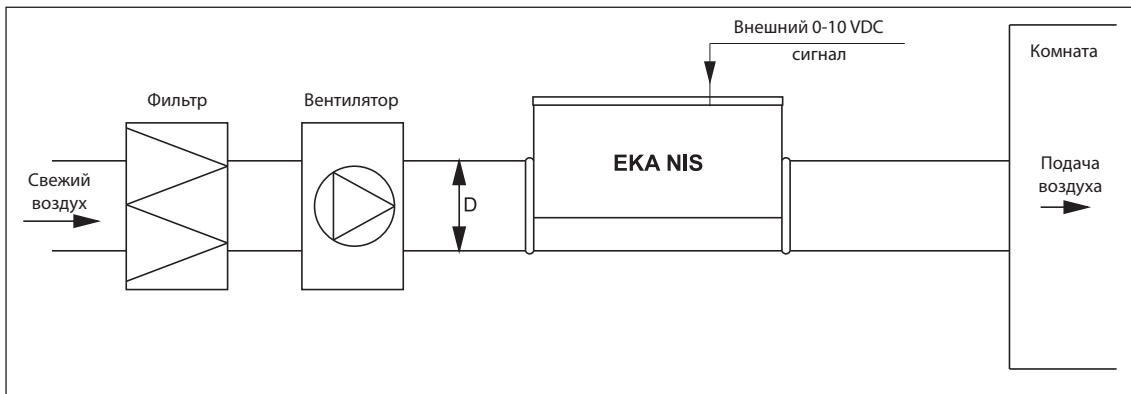 Внешний 0-10 VDC
сигнал
Комната
Фильтр
Вентилятор
EKA NIS
Свежий
воздух
D
Подача
воздуха